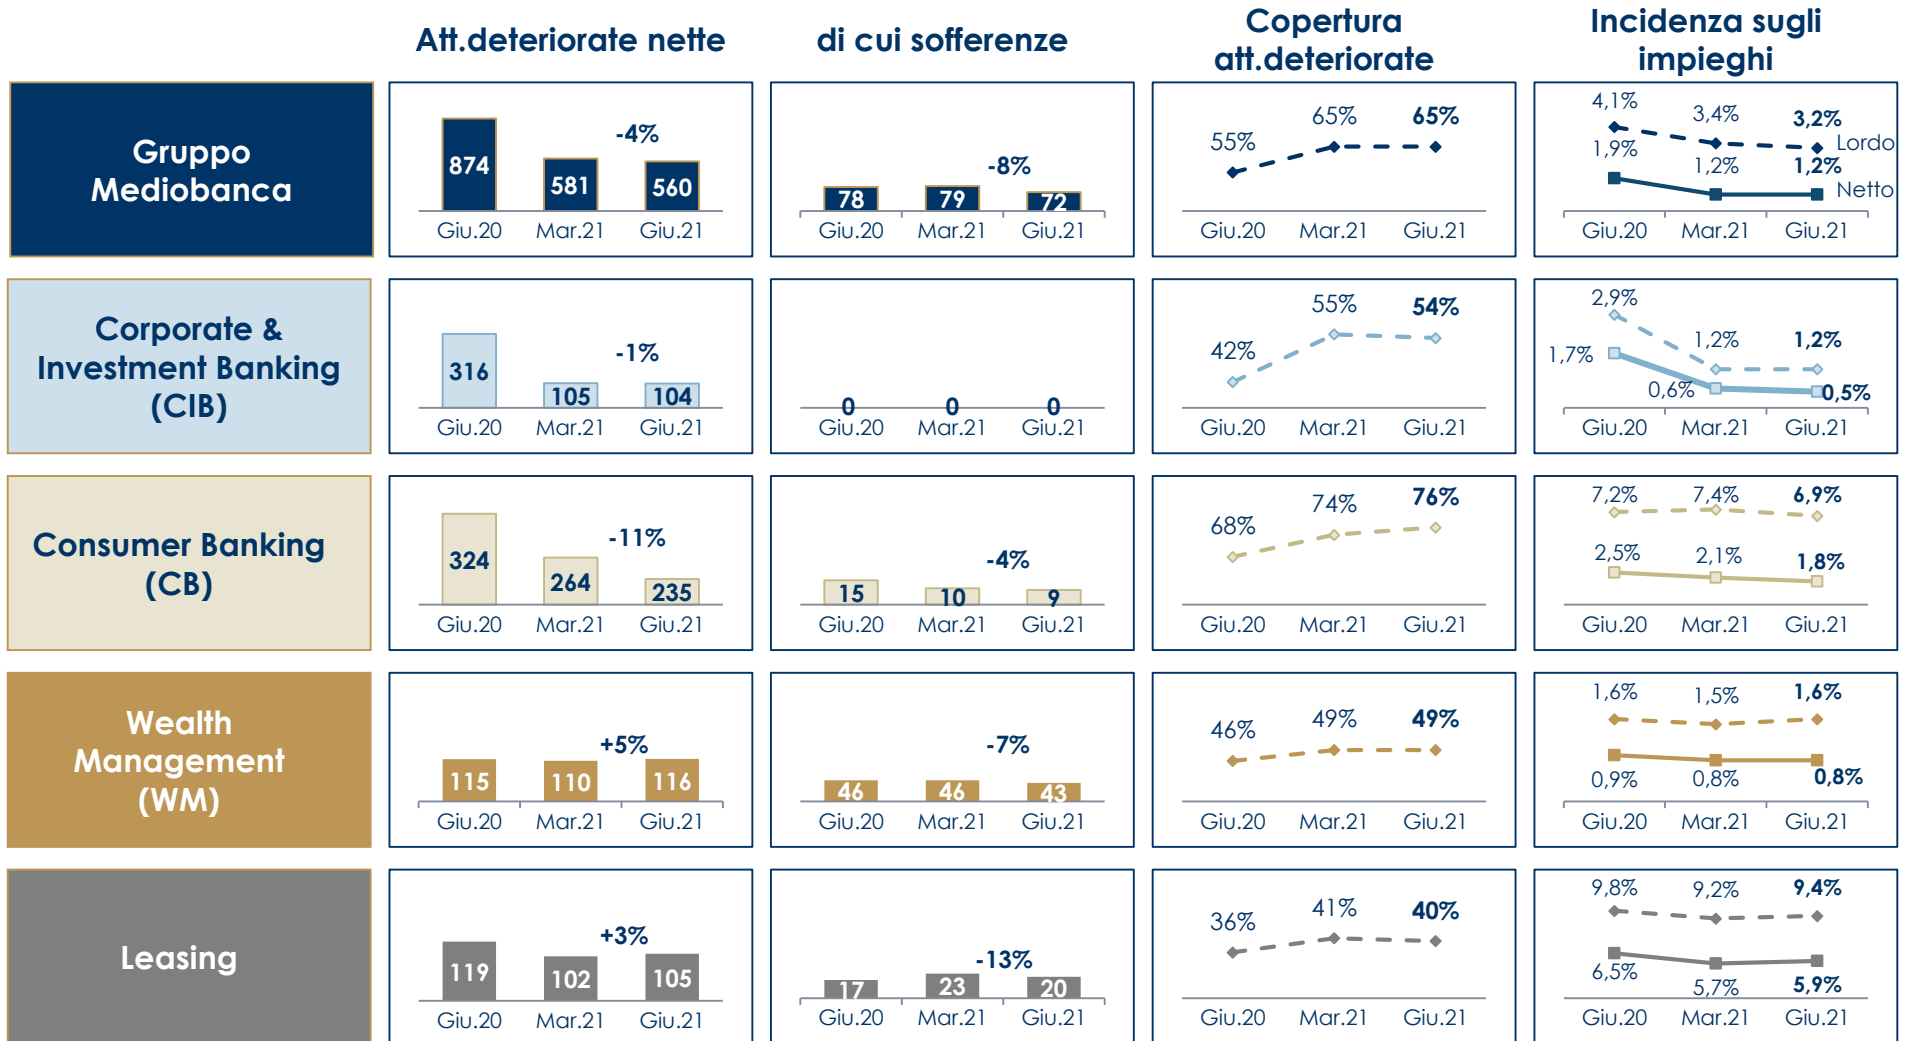 Att.deteriorate nette
di cui sofferenze
Copertura
att.deteriorate
Incidenza sugli
impieghi
Gruppo
Mediobanca
874
581
560
-4%
Giu.20 Mar.21 Giu.21
78
79
72
-8%
Giu.20 Mar.21 Giu.21
55%
65%
65%
Giu.20 Mar.21 Giu.21
4,1%
3,4%
3,2%
Lordo
1,9%
1,2%
1,2%
Netto
Giu.20 Mar.21 Giu.21
Corporate &
Investment Banking
(CIB)
316
105
104
-1%
Giu.20 Mar.21 Giu.21
0
0
0
Giu.20 Mar.21 Giu.21
42%
55%
54%
Giu.20 Mar.21 Giu.21
2,9%
1,2%
1,2%
1,7%
0,6%
0,5%
Giu.20 Mar.21 Giu.21
Consumer Banking
(CB)
324
264
235
-11%
Giu.20 Mar.21 Giu.21
15
10
9
-4%
Giu.20 Mar.21 Giu.21
68%
74%
76%
Giu.20 Mar.21 Giu.21
7,2%
7,4%
6,9%
2,5%
2,1%
1,8%
Giu.20 Mar.21 Giu.21
Wealth
Management
(WM)
115
110
116
+5%
Giu.20 Mar.21 Giu.21
46
46
43
-7%
Giu.20 Mar.21 Giu.21
46%
49%
49%
Giu.20 Mar.21 Giu.21
1,6%
1,5%
1,6%
0,9%
0,8%
0,8%
Giu.20 Mar.21 Giu.21
Leasing
119
102
105
+3%
Giu.20 Mar.21 Giu.21
17
23
20
-13%
Giu.20 Mar.21 Giu.21
36%
41%
40%
Giu.20 Mar.21 Giu.21
9,8%
9,2%
9,4%
6,5%
5,7%
5,9%
Giu.20 Mar.21 Giu.21